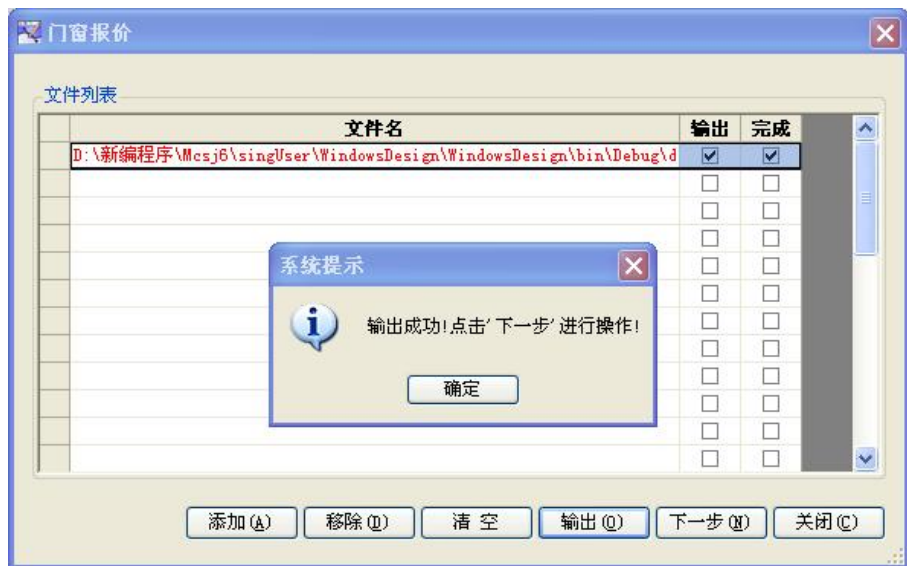 门窗报价
文件列表
文件名 输出 完成
D:\新编程序\Mcsj6\singUser\WindowsDesign\WindowsDesign\bin\Debug\d
系统提示
输出成功!点击'下一步'进行操作!
确定
添加(A) 移除(D) 清空 输出(O) 下一步(N) 关闭(C)